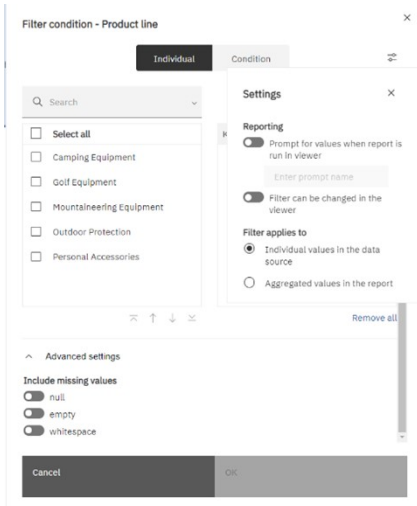 Filter condition - Product line
Individual
Condition
Search
Select all
Camping Equipment
Golf Equipment
Mountaineering Equipment
Outdoor Protection
Personal Accessories
Settings
Reporting
Prompt for values when report is
run in viewer
Enter prompt name
Filter can be changed in the
viewer
Filter applies to
Individual values in the data
source
Aggregated values in the report
Remove all
Advanced settings
Include missing values
null
empty
whitespace
Cancel
OK